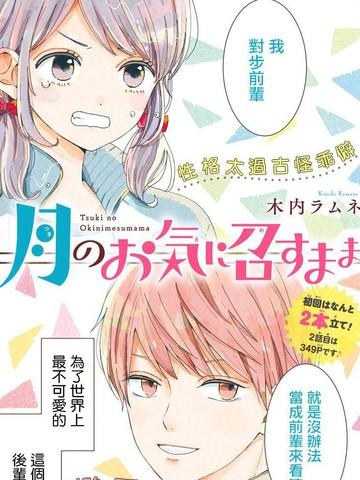 我
對步前輩
性格太過古怪乖僻
Kiuchi Ramune
木内ラムネ
Tsuki no
Okinimesumama
月のお気に召すまま
初回はなんと
2本立て!
2話目は
349Pです♪
就是沒辦法
當成前輩來看
為了世界上
最不可愛的
這個
後輩